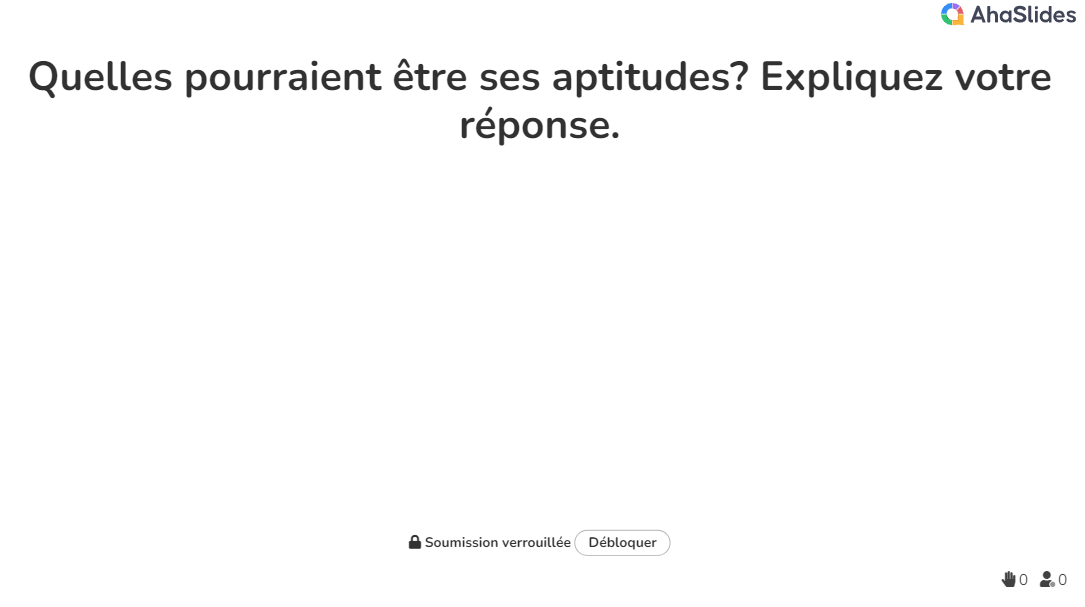 AhaSlides
Quelles pourraient être ses aptitudes? Expliquez votre
réponse.
Soumission verrouillée Débloquer
0 0